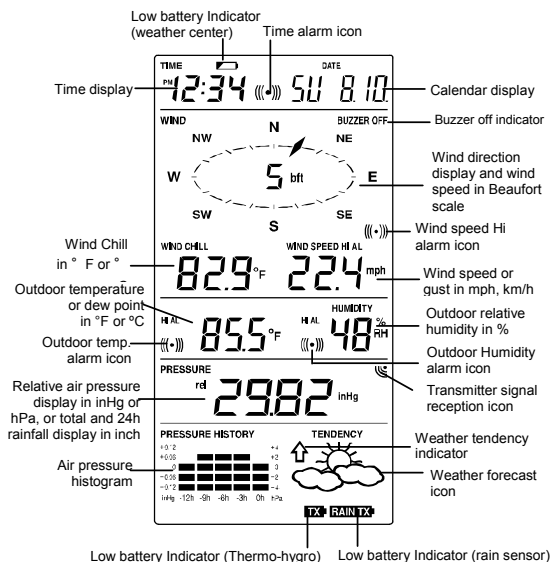 Low battery Indicator
(weather center)
Time alarm icon
TIME
DATE
Time display
PM 12:34
SU 8.10.
Calendar display
WIND
BUZZER OFF
Buzzer off indicator
N
NW
NE
W
5 bft
E
Wind direction
display and wind
speed in Beaufort
scale
SW
SE
S
Wind speed Hi
alarm icon
Wind Chill
in ° F or °
WIND CHILL
WIND SPEED HI AL
82.9°F
22.4 mph
Wind speed or
gust in mph, km/h
Outdoor temperature
or dew point
in °F or ºC
HI AL
85.5°F
HI AL
HUMIDITY
48 % RH
Outdoor relative
humidity in %
Outdoor temp.
alarm icon
Outdoor Humidity
alarm icon
PRESSURE
rel
29.82 inHg
Transmitter signal
reception icon
Relative air pressure
display in inHg or
hPa, or total and 24h
rainfall display in inch
PRESSURE HISTORY
TENDENCY
Weather tendency
indicator
+0.12
+4
+0.06
+2
0
3
-0.06
-2
-0.12
-4
inHg -12h -9h -6h -3h 0h hPa
Air pressure
histogram
Weather forecast
icon
TX
RAIN TX
Low battery Indicator (Thermo-hygro)
Low battery Indicator (rain sensor)